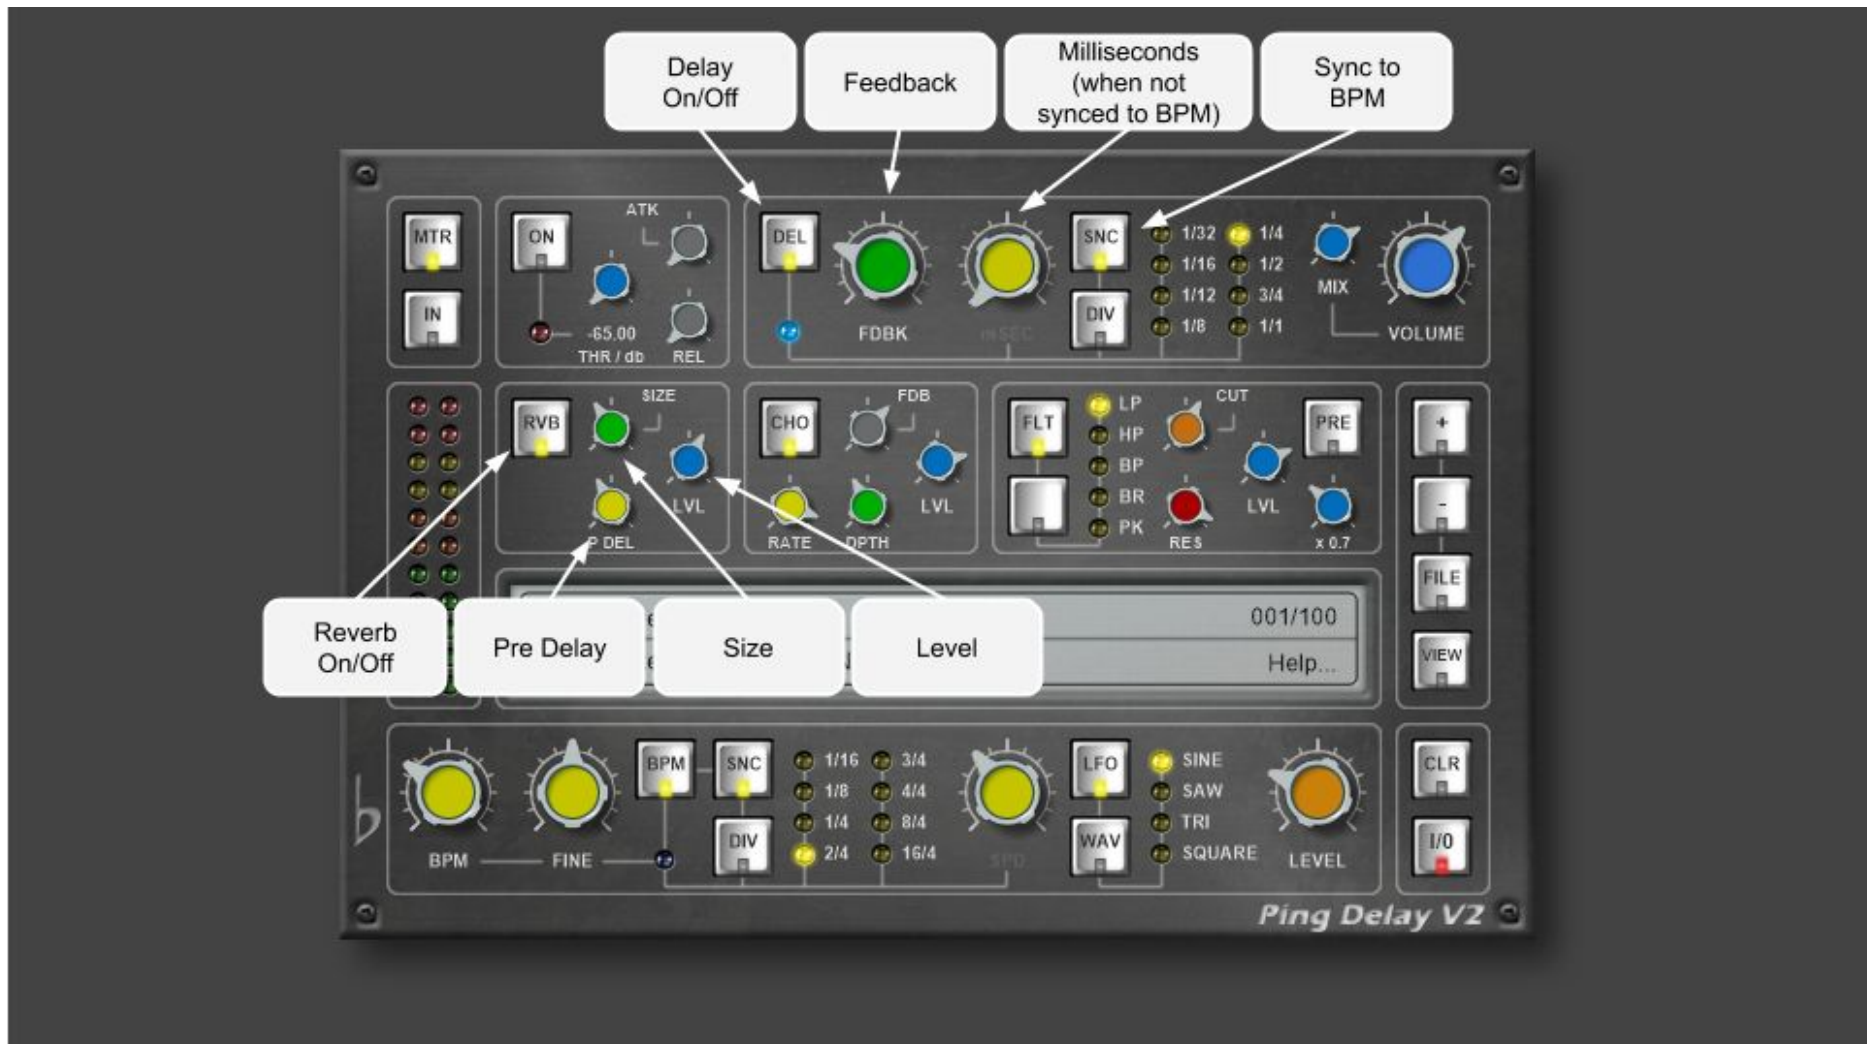 Delay
On/Off
Feedback
Milliseconds
(when not
synced to BPM)
Sync to
BPM
MTR
IN
ON
ATK
-65.00
THR / db
REL
DEL
FDBK
mSEC
SNC
DIV
1/32
1/16
1/12
1/8
1/4
1/2
3/4
1/1
MIX
VOLUME
RVB
SIZE
LVL
P DEL
CHO
FDB
LVL
RATE
DPTH
FLT
LP
HP
BP
BR
PK
CUT
RES
LVL
PRE
x 0.7
+
-
FILE
VIEW
Reverb
On/Off
Pre Delay
Size
Level
001/100
Help...
BPM
FINE
BPM
SNC
DIV
1/16
1/8
1/4
2/4
3/4
4/4
8/4
16/4
SPD
LFO
WAV
SINE
SAW
TRI
SQUARE
LEVEL
CLR
I/0
Ping Delay V2